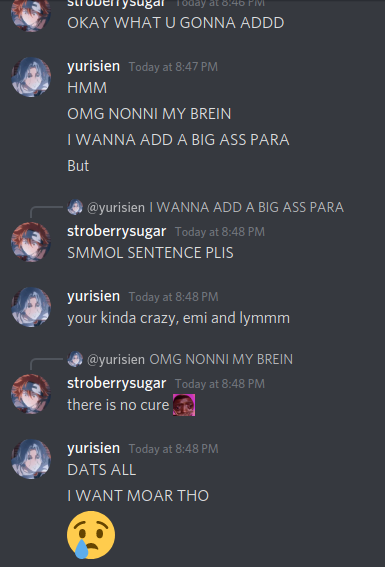 stroberrysugar Today at 8:46 PM
OKAY WHAT U GONNA ADDD
yurisien Today at 8:47 PM
HMM
OMG NONNI MY BREIN
I WANNA ADD A BIG ASS PARA
But
@yurisien I WANNA ADD A BIG ASS PARA
stroberrysugar Today at 8:48 PM
SMMOL SENTENCE PLIS
yurisien Today at 8:48 PM
your kinda crazy, emi and lymmm
@yurisien OMG NONNI MY BREIN
stroberrysugar Today at 8:48 PM
there is no cure
yurisien Today at 8:48 PM
DATS ALL
I WANT MOAR THO